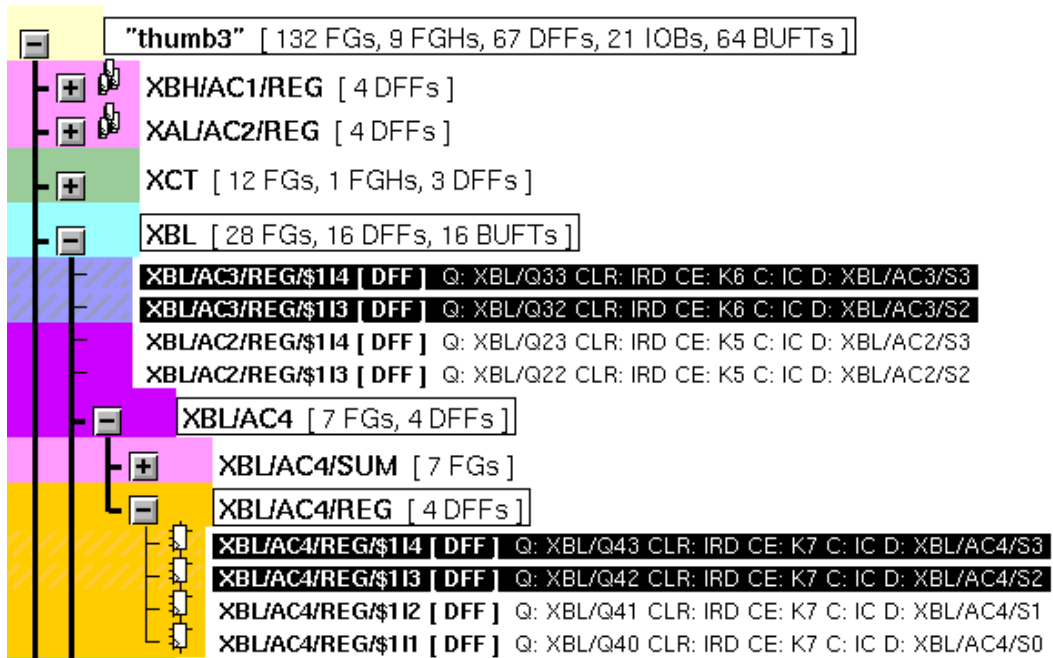 "thumb3" [ 132 FGs, 9 FGHs, 67 DFFs, 21 IOBs, 64 BUFTs ]
XBH/AC1/REG [ 4 DFFs ]
XAL/AC2/REG [ 4 DFFs ]
XCT [ 12 FGs, 1 FGHs, 3 DFFs ]
XBL [ 28 FGs, 16 DFFs, 16 BUFTs ]
XBL/AC3/REG/$1I4 [ DFF ] Q: XBL/Q33 CLR: IRD CE: K6 C: IC D: XBL/AC3/S3
XBL/AC3/REG/$1I3 [ DFF ] Q: XBL/Q32 CLR: IRD CE: K6 C: IC D: XBL/AC3/S2
XBL/AC2/REG/$1I4 [ DFF ] Q: XBL/Q23 CLR: IRD CE: K5 C: IC D: XBL/AC2/S3
XBL/AC2/REG/$1I3 [ DFF ] Q: XBL/Q22 CLR: IRD CE: K5 C: IC D: XBL/AC2/S2
XBL/AC4 [ 7 FGs, 4 DFFs ]
XBL/AC4/SUM [ 7 FGs ]
XBL/AC4/REG [ 4 DFFs ]
XBL/AC4/REG/$1I4 [ DFF ] Q: XBL/Q43 CLR: IRD CE: K7 C: IC D: XBL/AC4/S3
XBL/AC4/REG/$1I3 [ DFF ] Q: XBL/Q42 CLR: IRD CE: K7 C: IC D: XBL/AC4/S2
XBL/AC4/REG/$1I2 [ DFF ] Q: XBL/Q41 CLR: IRD CE: K7 C: IC D: XBL/AC4/S1
XBL/AC4/REG/$1I1 [ DFF ] Q: XBL/Q40 CLR: IRD CE: K7 C: IC D: XBL/AC4/S0